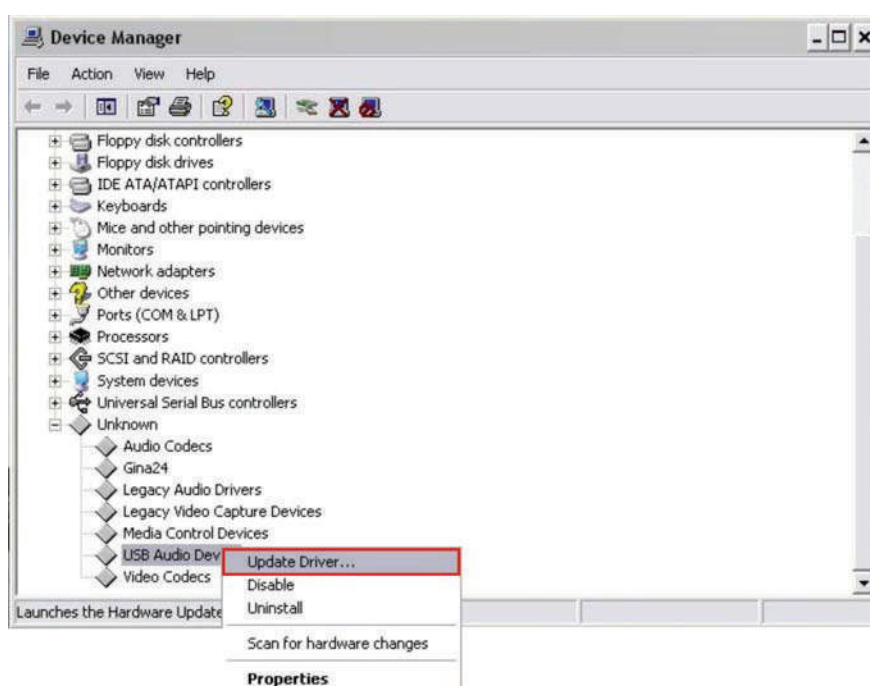 Device Manager
File Action View Help
Floppy disk controllers
Floppy disk drives
IDE ATA/ATAPI controllers
Keyboards
Mice and other pointing devices
Monitors
Network adapters
Other devices
Ports (COM & LPT)
Processors
SCSI and RAID controllers
System devices
Universal Serial Bus controllers
Unknown
Audio Codecs
Gina24
Legacy Audio Drivers
Legacy Video Capture Devices
Media Control Devices
USB Audio Dev
Update Driver...
Video Codecs
Disable
Launches the Hardware Update
Uninstall
Scan for hardware changes
Properties